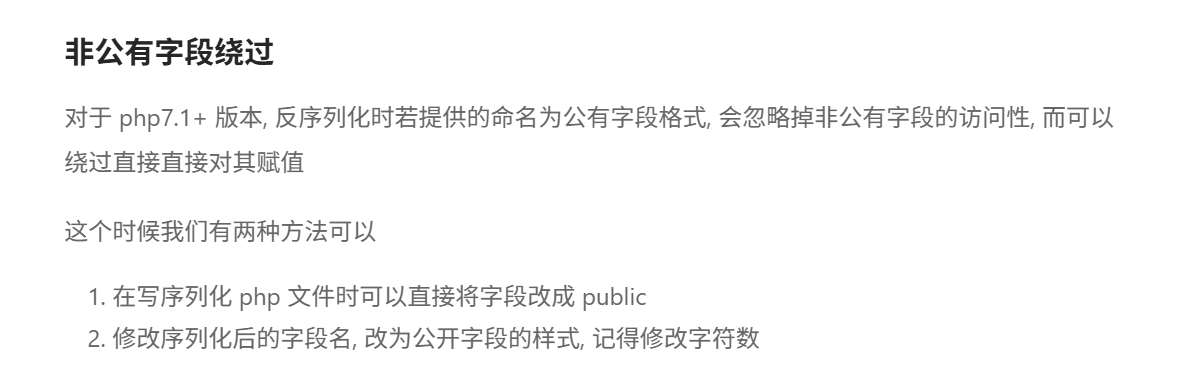 非公有字段绕过
对于 php7.1+ 版本, 反序列化时若提供的命名为公有字段格式, 会忽略掉非公有字段的访问性, 而可以
绕过直接直接对其赋值
这个时候我们有两种方法可以
1. 在写序列化 php 文件时可以直接将字段改成 public
2. 修改序列化后的字段名, 改为公开字段的样式, 记得修改字符数